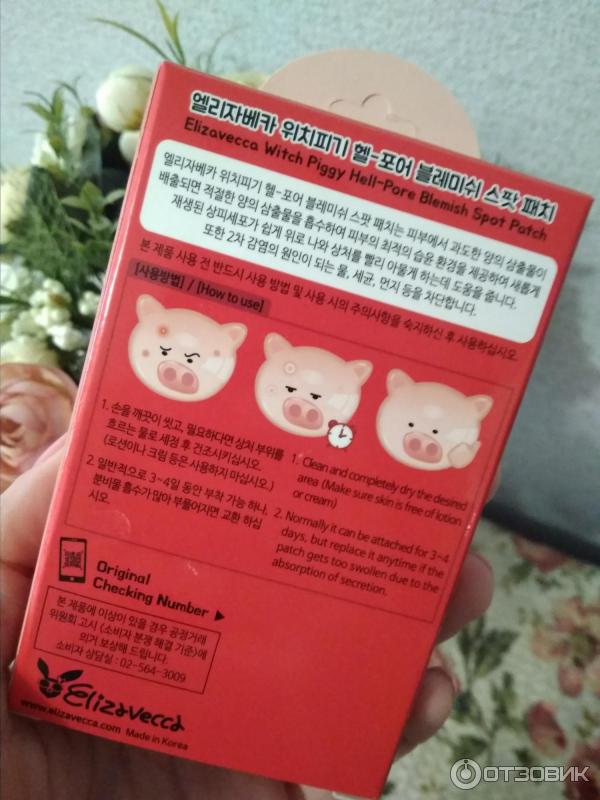 엘리자베카 위치피기 헬-포어 블레미쉬 스팟 패치
Elizavecca Witch Piggy Hell-Pore Blemish Spot Patch
엘리자베카 위치피기 헬-포어 블레미쉬 스팟 패치는 피부에서 과도한 양의 삼출물이
배출되면 적절한 양의 삼출물을 흡수하여 피부의 최적의 습윤 환경을 제공하여 새롭게
재생된 상피세포가 쉽게 위로 나와 상처를 빨리 아물게 하는데 도움을 줍니다.
또한 2차 감염의 원인이 되는 물, 세균, 먼지 등을 차단합니다.
본 제품 사용 전 반드시 사용 방법 및 사용 시의 주의사항을 숙지하신 후 사용하십시오.
[사용방법] / [How to use]
1. 손을 깨끗이 씻고, 필요하다면 상처 부위를
흐르는 물로 세정 후 건조시키십시오.
(로션이나 크림 등은 사용하지 마십시오.)
2. 일반적으로 3~4일 동안 부착 가능 하나,
분비물 흡수가 많아 부풀어지면 교환 하십
시오.
1. Clean and completely dry the desired
area (Make sure skin is free of lotion
or cream)
2. Normally it can be attached for 3~4
days, but replace it anytime if the
patch gets too swollen due to the
absorption of secretion.
Original
Checking Number ▶
본 제품에 이상이 있을 경우 공정거래
위원회 고시 <소비자 분쟁 해결 기준>에
의거 보상해 드립니다.
소비자 상담실 : 02-564-3009
Elizavecca
www.elizavecca.com Made in Korea
ОТЗОВИК